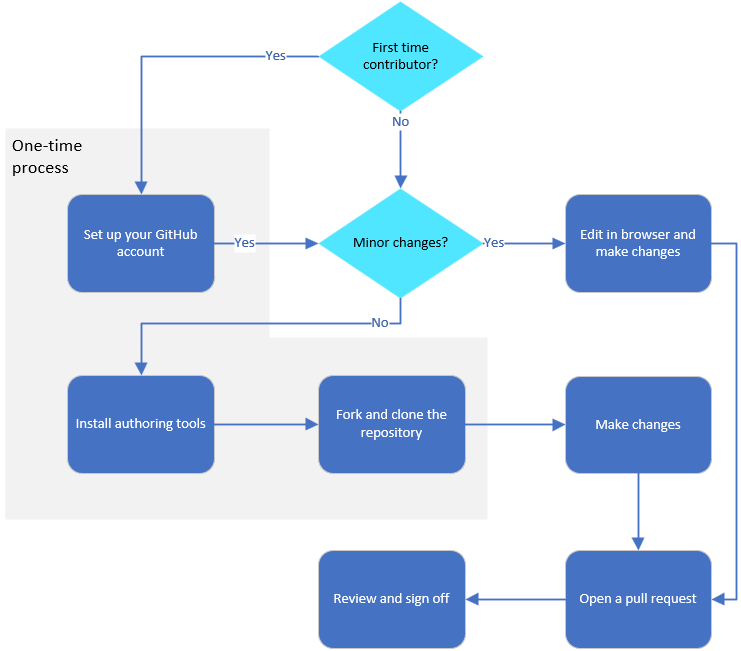 First time
contributor?
Yes
No
One-time
process
Set up your GitHub
account
Yes
Minor changes?
Yes
Edit in browser and
make changes
No
Install authoring tools
Fork and clone the
repository
Make changes
Review and sign off
Open a pull request